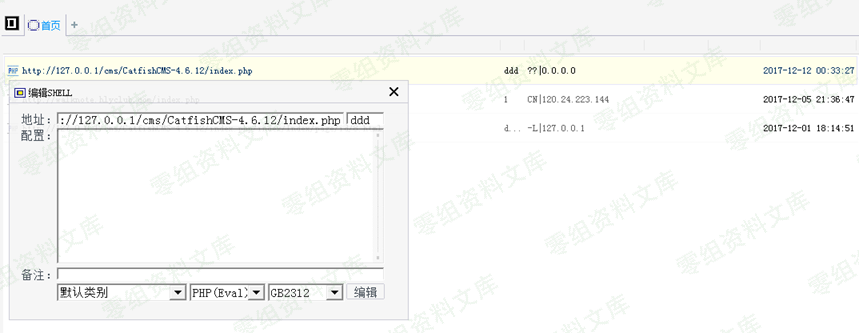 首页 +
PHP http://127.0.0.1/cms/CatfishCMS-4.6.12/index.php ddd ??|0.0.0.0 2017-12-12 00:33:27
编辑SHELL
/index.php 1 CN|120.24.223.144 2017-12-05 21:36:47
地址: ://127.0.0.1/cms/CatfishCMS-4.6.12/index.php ddd
d... -L|127.0.0.1 2017-12-01 18:14:51
配置:
备注:
默认类别 PHP(Eval) GB2312 编辑
零组资料文库